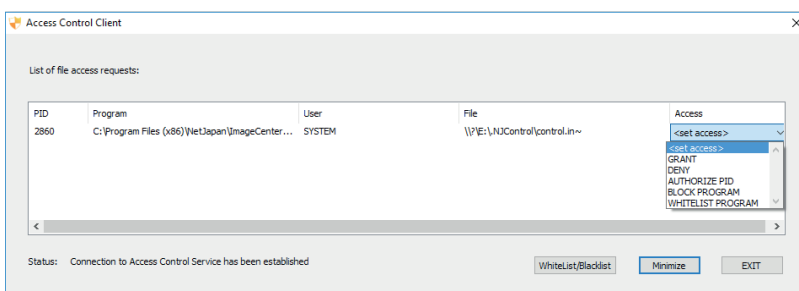 Access Control Client
List of file access requests:
PID Program User File Access
2860 C:\Program Files (x86)\NetJapan\ImageCenter... SYSTEM \\?\E:\.NJControl\control.in~ <set access>
<set access>
GRANT
DENY
AUTHORIZE PID
BLOCK PROGRAM
WHITELIST PROGRAM
Status: Connection to Access Control Service has been established
WhiteList/Blacklist Minimize EXIT